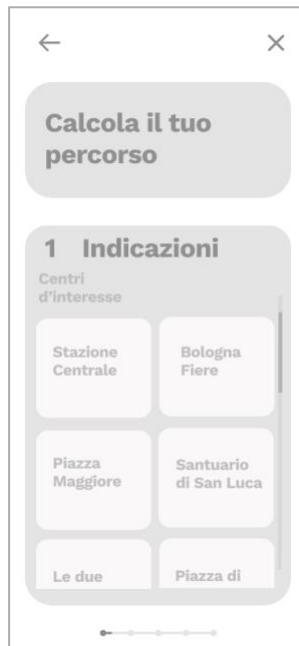 Calcola il tuo
percorso
1 Indicazioni
Centri
d'interesse
Stazione
Centrale
Bologna
Fiere
Piazza
Maggiore
Santuario
di San Luca
Le due
Piazza di